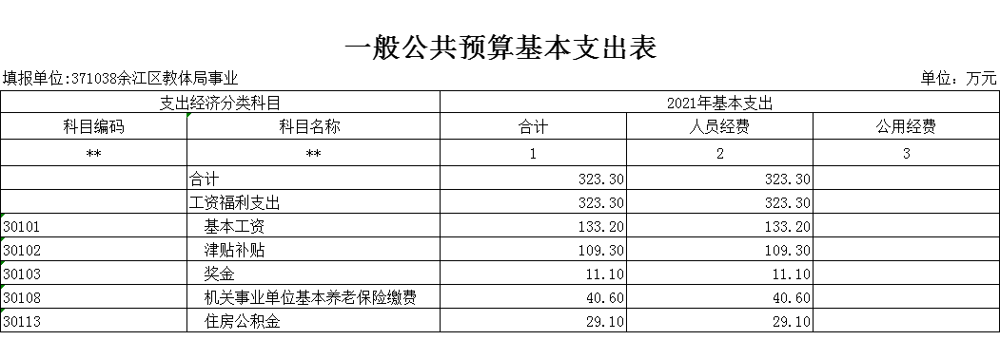 一般公共预算基本支出表
填报单位:371038余江区教体局事业 单位：万元
支出经济分类科目 2021年基本支出
科目编码 科目名称 合计 人员经费 公用经费
** ** 1 2 3
合计 323.30 323.30
工资福利支出 323.30 323.30
30101 基本工资 133.20 133.20
30102 津贴补贴 109.30 109.30
30103 奖金 11.10 11.10
30108 机关事业单位基本养老保险缴费 40.60 40.60
30113 住房公积金 29.10 29.10